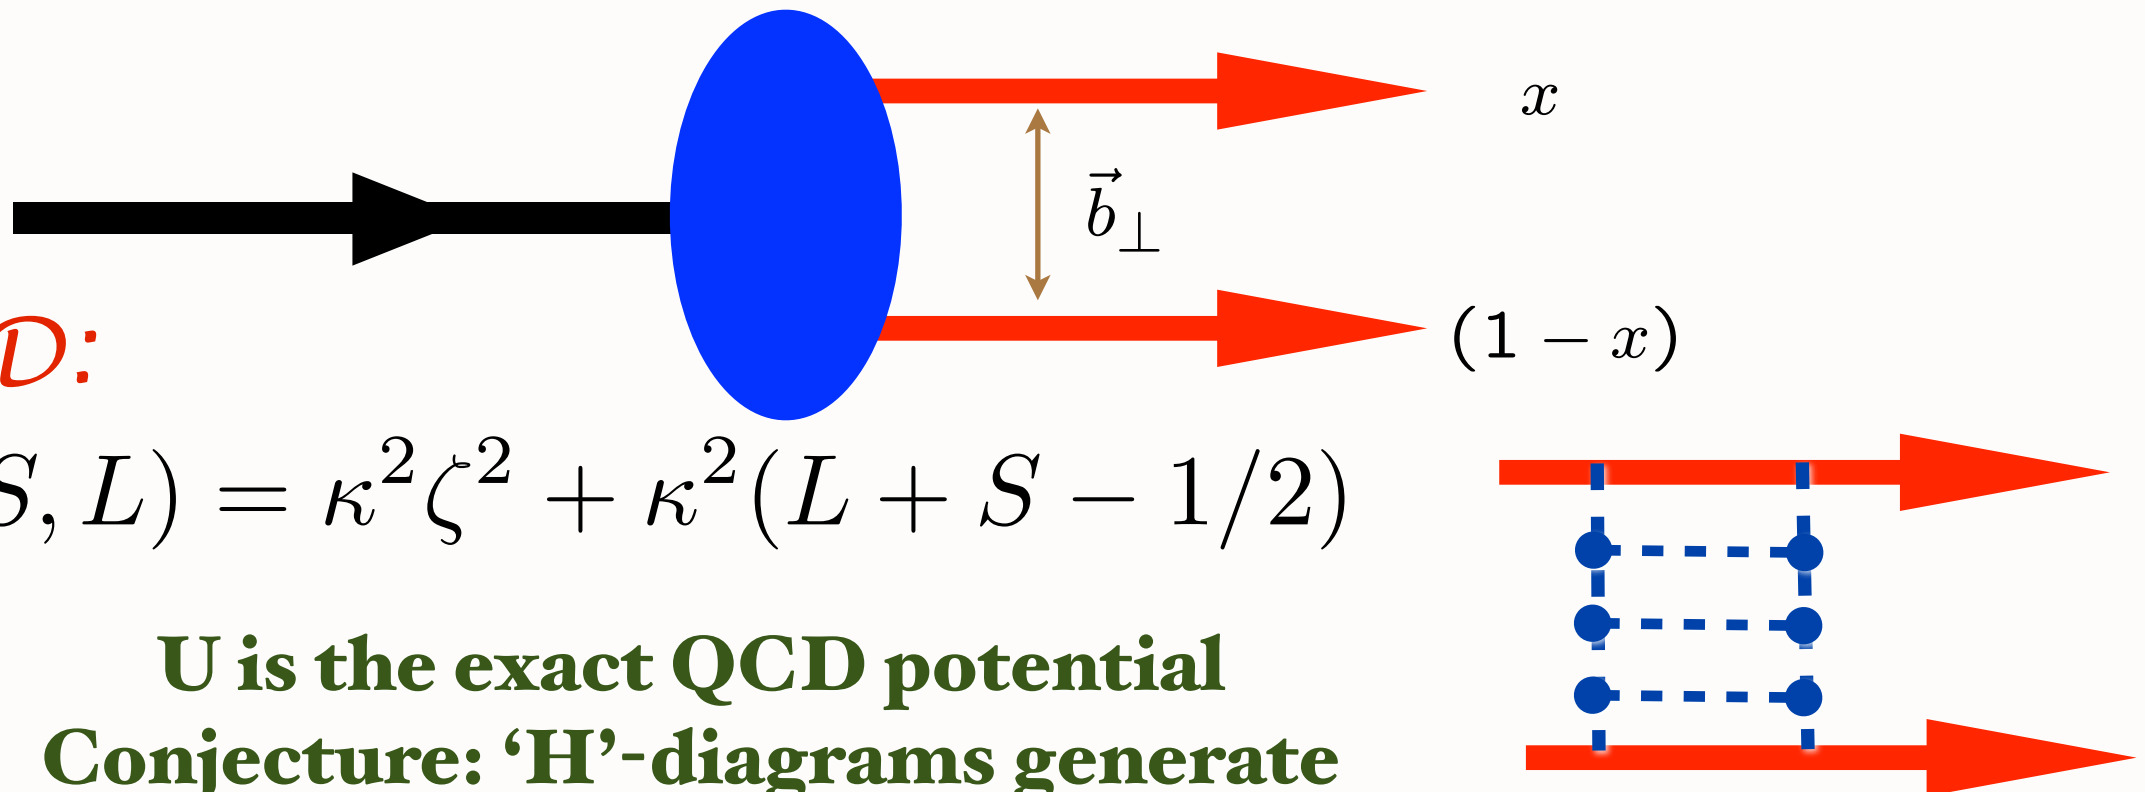 x
b⃗⊥
(1 − x)
D:
S, L) = κ²ζ² + κ²(L + S − 1/2)
U is the exact QCD potential
Conjecture: ‘H’-diagrams generate